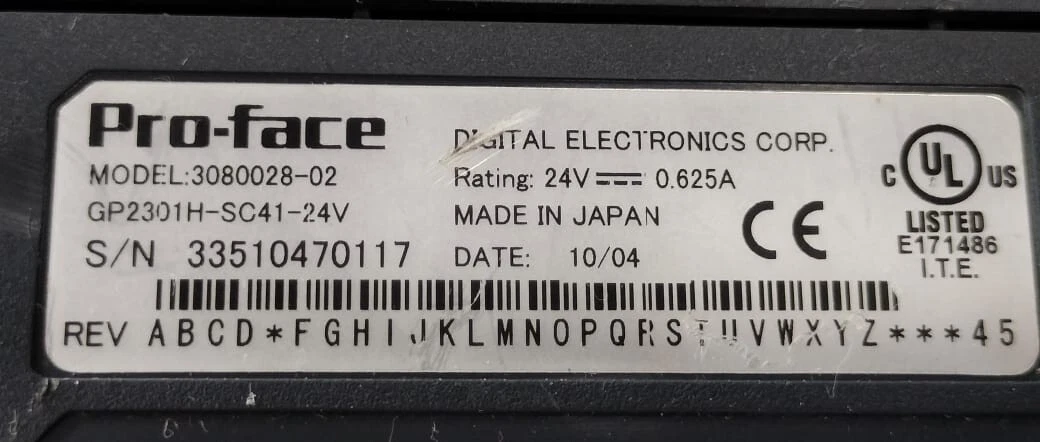 Pro-face
DIGITAL ELECTRONICS CORP.
MODEL:3080028-02
Rating: 24V⎓ 0.625A
GP2301H-SC41-24V
MADE IN JAPAN
S/N 33510470117
DATE: 10/04
C UL US
LISTED
E171486
I.T.E.
CE
REV A B C D * F G H I J K L M N O P Q R S T U V W X Y Z * * * 4 5